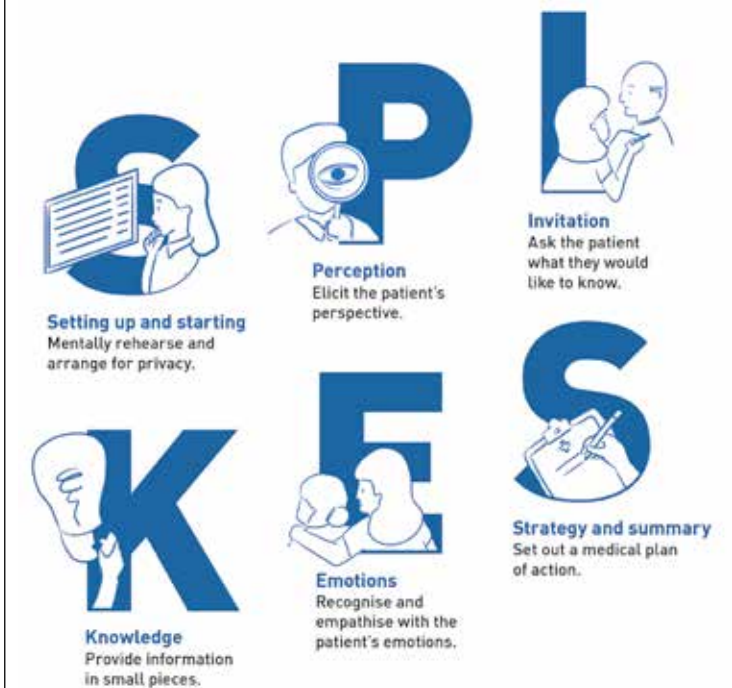 S
Setting up and starting
Mentally rehearse and
arrange for privacy.
P
Perception
Elicit the patient's
perspective.
I
Invitation
Ask the patient
what they would
like to know.
K
Knowledge
Provide information
in small pieces.
E
Emotions
Recognise and
empathise with the
patient's emotions.
S
Strategy and summary
Set out a medical plan
of action.